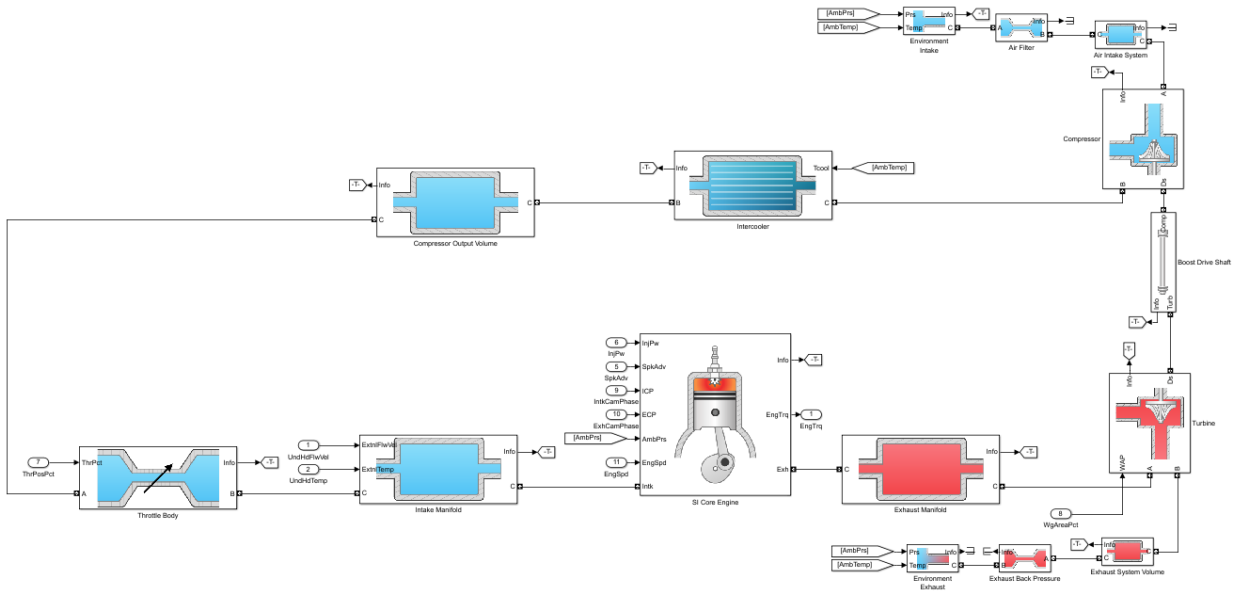 [AmbPrs]
[AmbTemp]
Prs
Temp
Info
C
-T-
Environment
Intake
A
Info
B
Air Filter
C
Info
C
Air Intake System
-T-
Info
A
Compressor
B
Ds
-T-
Info
Tcool
[AmbTemp]
B
C
Intercooler
-T-
Info
C
C
Compressor Output Volume
Comp
Boost Drive Shaft
Info
Turb
-T-
6
InjPw
InjPw
5
SpkAdv
SpkAdv
9
ICP
IntkCamPhase
10
ECP
ExhCamPhase
[AmbPrs]
AmbPrs
11
EngSpd
EngSpd
Intk
Info
-T-
EngTrq
1
EngTrq
Exh
SI Core Engine
-T-
Info
Ds
Turbine
WAP
A
B
7
ThrPct
ThrPosPct
Info
-T-
A
B
Throttle Body
1
ExtnlFlwVol
UndHdFlwVol
2
ExtnlTemp
UndHdTemp
Info
-T-
C
C
Intake Manifold
C
Info
-T-
C
Exhaust Manifold
8
WgAreaPct
[AmbPrs]
[AmbTemp]
Prs
Temp
Info
C
Environment
Exhaust
Info
B
A
Exhaust Back Pressure
-T-
Info
C
C
Exhaust System Volume